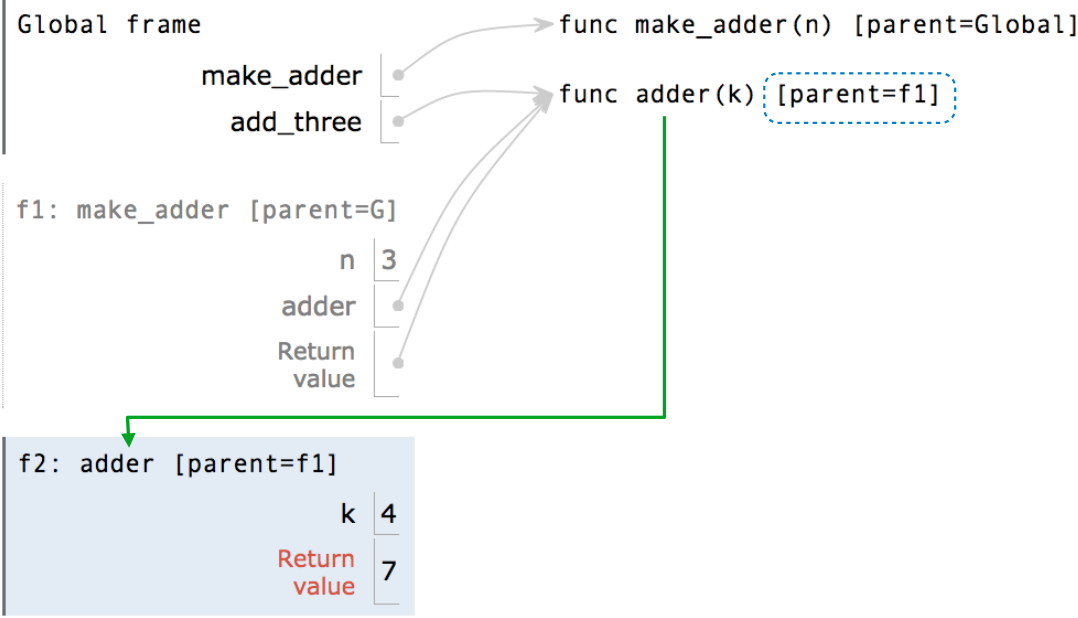 Global frame
func make_adder(n) [parent=Global]
make_adder
func adder(k) [parent=f1]
add_three
f1: make_adder [parent=G]
n 3
adder
Return
value
f2: adder [parent=f1]
k 4
Return
value 7